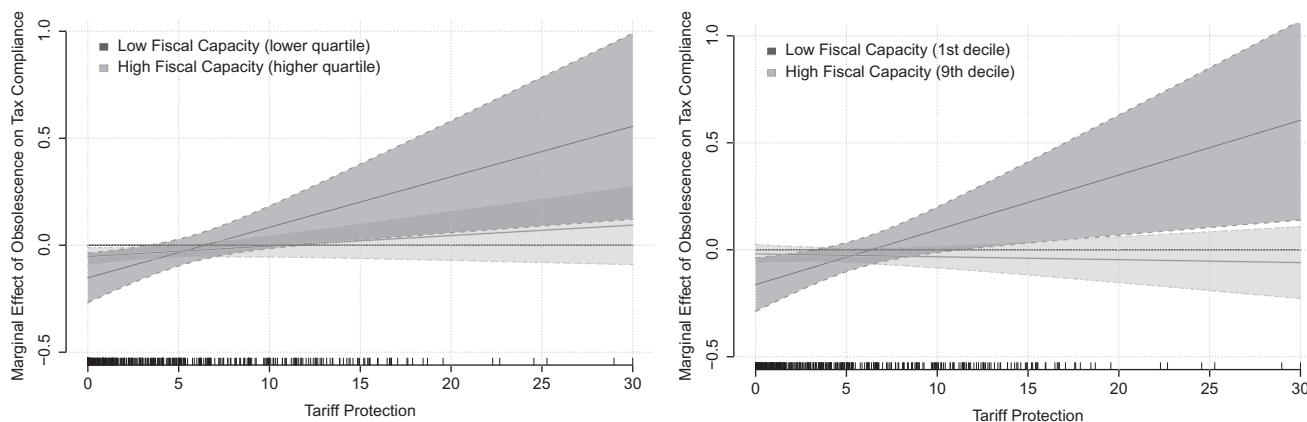 Marginal Effect of Obsolescence on Tax Compliance
1.0
0.5
0.0
−0.5
Low Fiscal Capacity (lower quartile)
High Fiscal Capacity (higher quartile)
0 5 10 15 20 25 30
Tariff Protection
Marginal Effect of Obsolescence on Tax Compliance
1.0
0.5
0.0
−0.5
Low Fiscal Capacity (1st decile)
High Fiscal Capacity (9th decile)
0 5 10 15 20 25 30
Tariff Protection